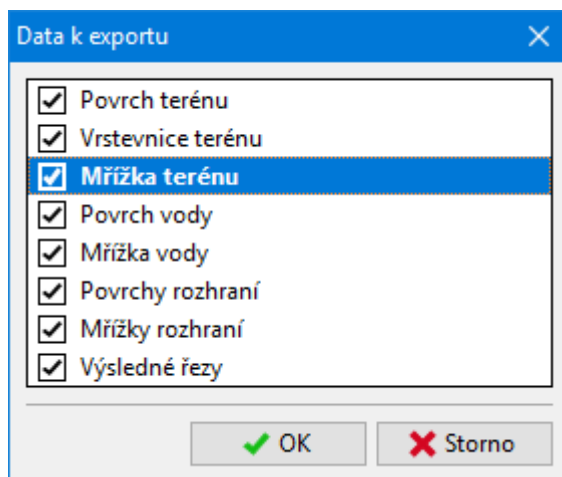 Data k exportu
Povrch terénu
Vrstevnice terénu
Mřížka terénu
Povrch vody
Mřížka vody
Povrchy rozhraní
Mřížky rozhraní
Výsledné řezy
OK
Storno